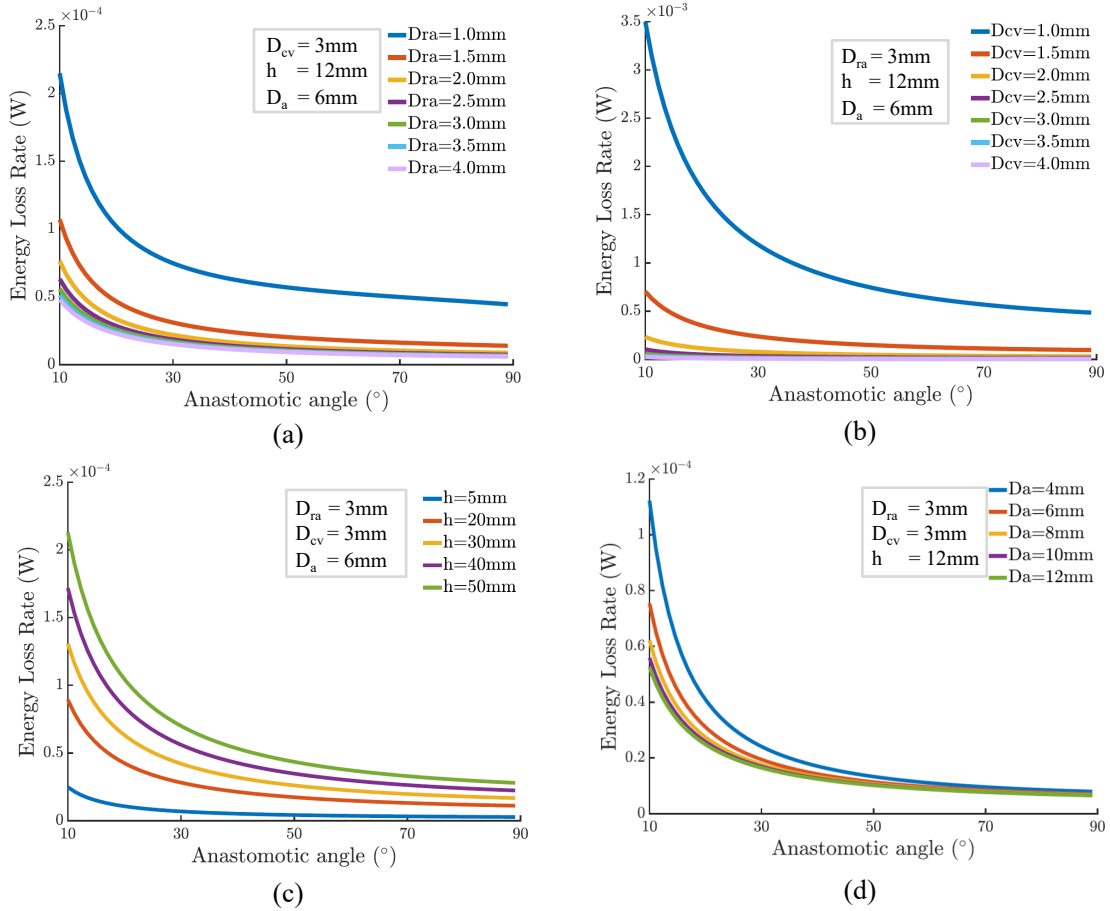 ×10⁻⁴
2.5
2
1.5
1
0.5
0
10
30
50
70
90
Energy Loss Rate (W)
Anastomotic angle (°)
D_cv = 3mm
h = 12mm
D_a = 6mm
Dra=1.0mm
Dra=1.5mm
Dra=2.0mm
Dra=2.5mm
Dra=3.0mm
Dra=3.5mm
Dra=4.0mm
(a)
×10⁻³
3.5
3
2.5
3.5
1.5
1
0.5
0
10
30
50
70
90
Energy Loss Rate (W)
Anastomotic angle (°)
D_ra = 3mm
h = 12mm
D_a = 6mm
Dcv=1.0mm
Dcv=1.5mm
Dcv=2.0mm
Dcv=2.5mm
Dcv=3.0mm
Dcv=3.5mm
Dcv=4.0mm
(b)
×10⁻⁴
2.5
2
1.5
1
0.5
0
10
30
50
70
90
Energy Loss Rate (W)
Anastomotic angle (°)
D_ra = 3mm
D_cv = 3mm
D_a = 6mm
h=5mm
h=20mm
h=30mm
h=40mm
h=50mm
(c)
×10⁻⁴
1.2
1
0.8
0.6
0.4
0.2
0
10
30
50
70
90
Energy Loss Rate (W)
Anastomotic angle (°)
D_ra = 3mm
D_cv = 3mm
h = 12mm
Da=4mm
Da=6mm
Da=8mm
Da=10mm
Da=12mm
(d)